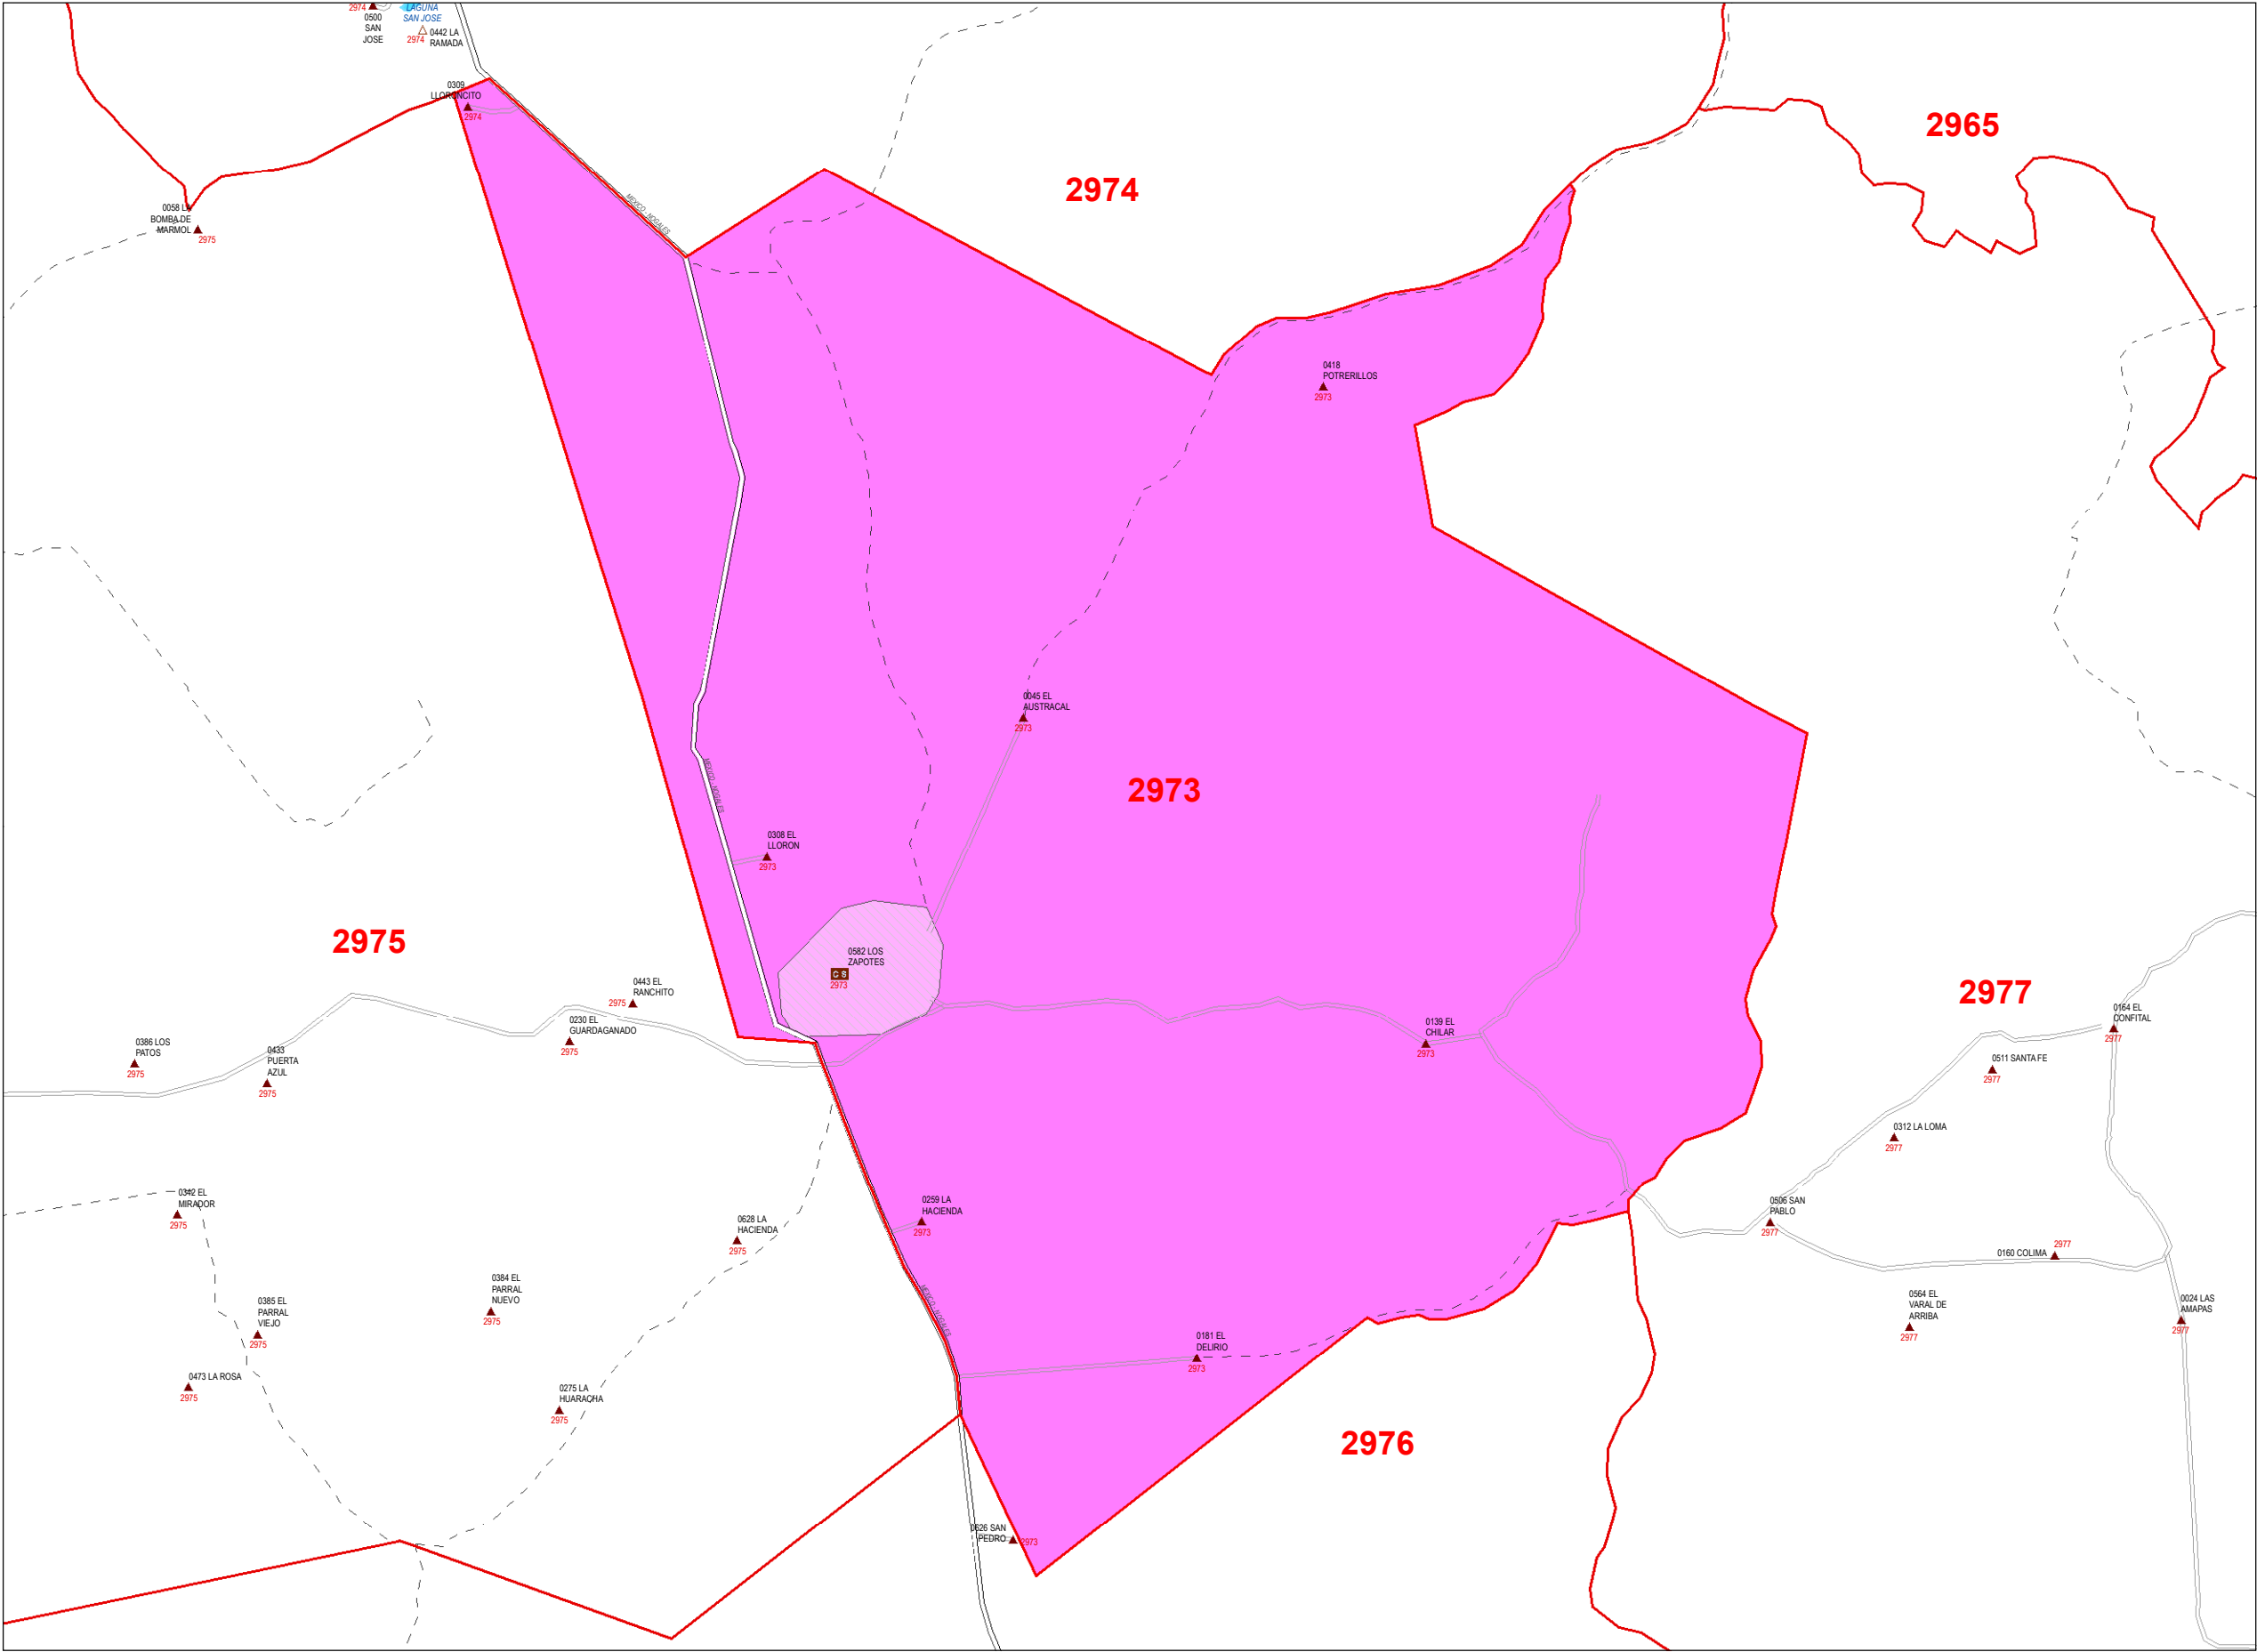 2974
0500
SAN
JOSE
LAGUNA
SAN JOSE
2974
0442 LA
RAMADA
0309
LLORONCITO
2974
2965
2974
0058 LA
BOMBA DE
MARMOL
2975
MEXICO - NOGALES
0418
POTRERILLOS
2973
0045 EL
AUSTRACAL
2973
2973
MEXICO - NOGALES
0308 EL
LLORON
2973
2975
0582 LOS
ZAPOTES
C S
2973
0443 EL
RANCHITO
2975
2977
0164 EL
CONFITAL
2977
0230 EL
GUARDAGANADO
2975
0139 EL
CHILAR
2973
0386 LOS
PATOS
2975
0433
PUERTA
AZUL
2975
0511 SANTA FE
2977
0312 LA LOMA
2977
0342 EL
MIRADOR
2975
0259 LA
HACIENDA
2973
0628 LA
HACIENDA
2975
0506 SAN
PABLO
2977
2977
0160 COLIMA
0384 EL
PARRAL
NUEVO
2975
MEXICO - NOGALES
0385 EL
PARRAL
VIEJO
2975
0564 EL
VARAL DE
ARRIBA
2977
0024 LAS
AMAPAS
2977
0181 EL
DELIRIO
2973
0473 LA ROSA
2975
0275 LA
HUARACHA
2975
2976
0626 SAN
PEDRO
2973